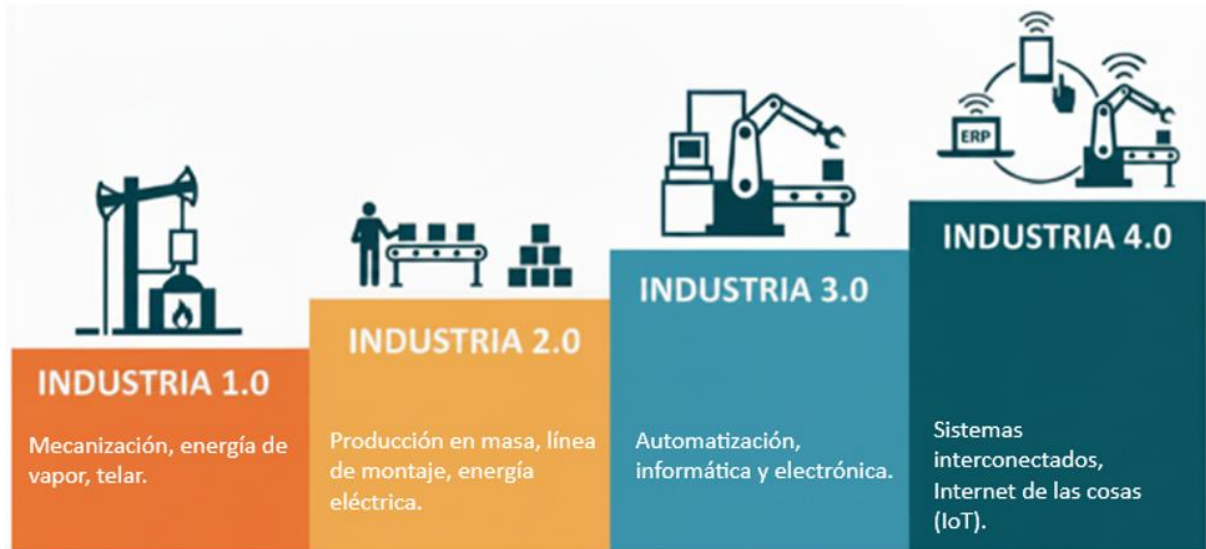 INDUSTRIA 1.0
Mecanización, energía de
vapor, telar.
INDUSTRIA 2.0
Producción en masa, línea
de montaje, energía
eléctrica.
INDUSTRIA 3.0
Automatización,
informática y electrónica.
ERP
INDUSTRIA 4.0
Sistemas
interconectados,
Internet de las cosas
(IoT).